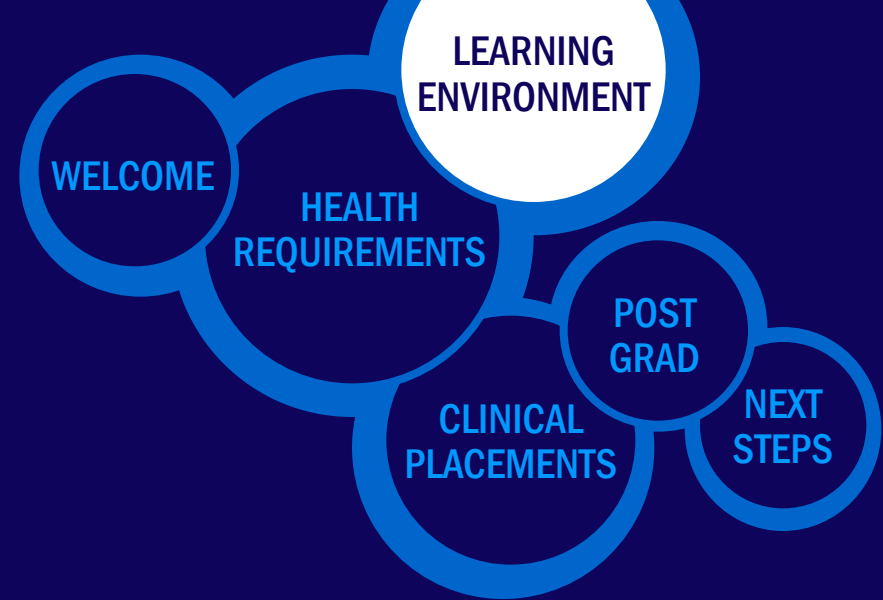 LEARNING
ENVIRONMENT
WELCOME
HEALTH
REQUIREMENTS
POST
GRAD
CLINICAL
PLACEMENTS
NEXT
STEPS